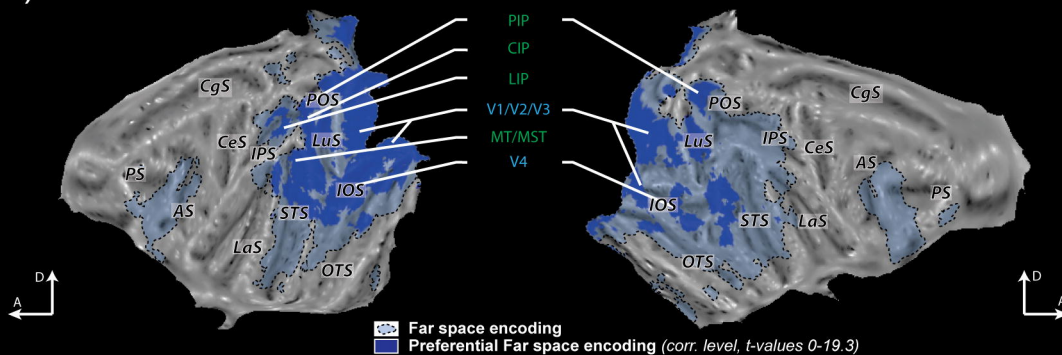 PIP
CIP
LIP
V1/V2/V3
MT/MST
V4
CgS
POS
CeS
LuS
IPS
PS
IOS
AS
STS
LaS
OTS
D
A
POS
CgS
LuS
IPS
CeS
AS
PS
IOS
STS
LaS
OTS
D
A
Far space encoding
Preferential Far space encoding (corr. level, t-values 0-19.3)